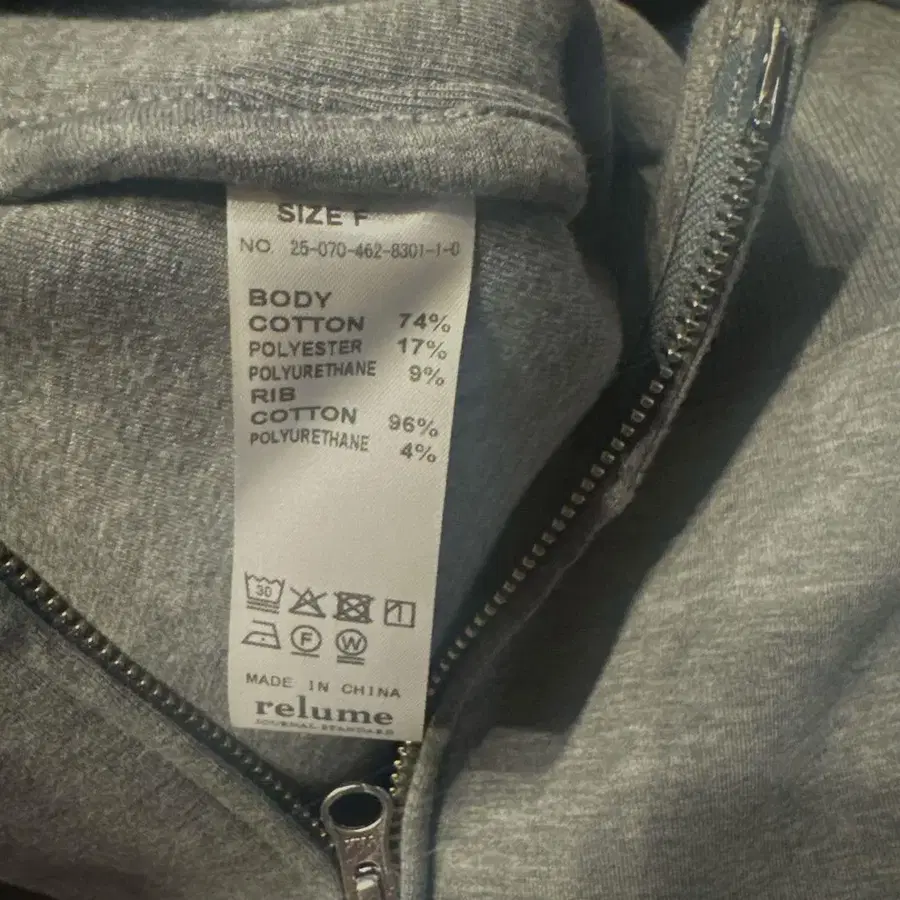 SIZE F
NO. 25-070-462-8301-1-0
BODY
COTTON 74%
POLYESTER 17%
POLYURETHANE 9%
RIB
COTTON 96%
POLYURETHANE 4%
30
F W
MADE IN CHINA
relume
JOURNAL STANDARD